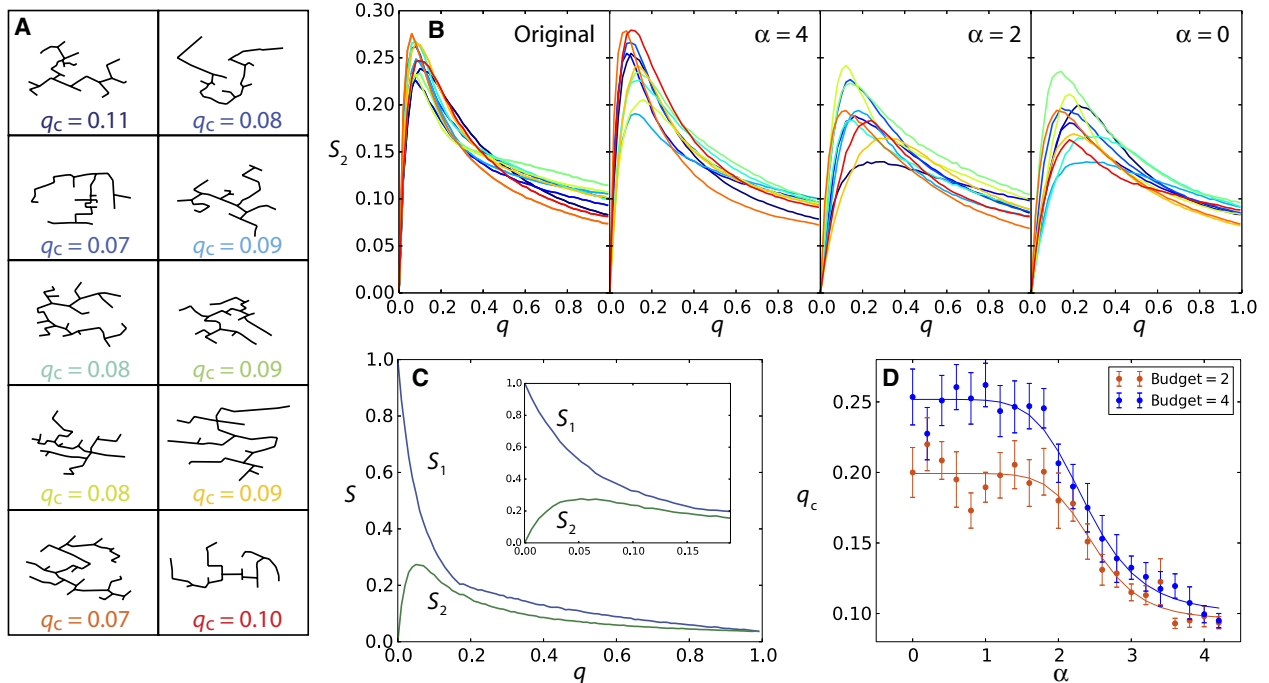 A
q_c = 0.11
q_c = 0.08
q_c = 0.07
q_c = 0.09
q_c = 0.08
q_c = 0.09
q_c = 0.08
q_c = 0.09
q_c = 0.07
q_c = 0.10
B
Original
α = 4
α = 2
α = 0
0.30
0.25
0.20
0.15
0.10
0.05
0.00
S_2
0.0 0.2 0.4 0.6 0.8 0.0 0.2 0.4 0.6 0.8 0.0 0.2 0.4 0.6 0.8 0.0 0.2 0.4 0.6 0.8 1.0
q q q q
C
1.0
0.8
0.6
0.4
0.2
0.0
S
S_1
S_2
0.0 0.2 0.4 0.6 0.8 1.0
q
1.0
0.8
0.6
0.4
0.2
0.0
S_1
S_2
0.00 0.05 0.10 0.15
D
Budget = 2
Budget = 4
0.25
0.20
0.15
0.10
q_c
0 1 2 3 4
α